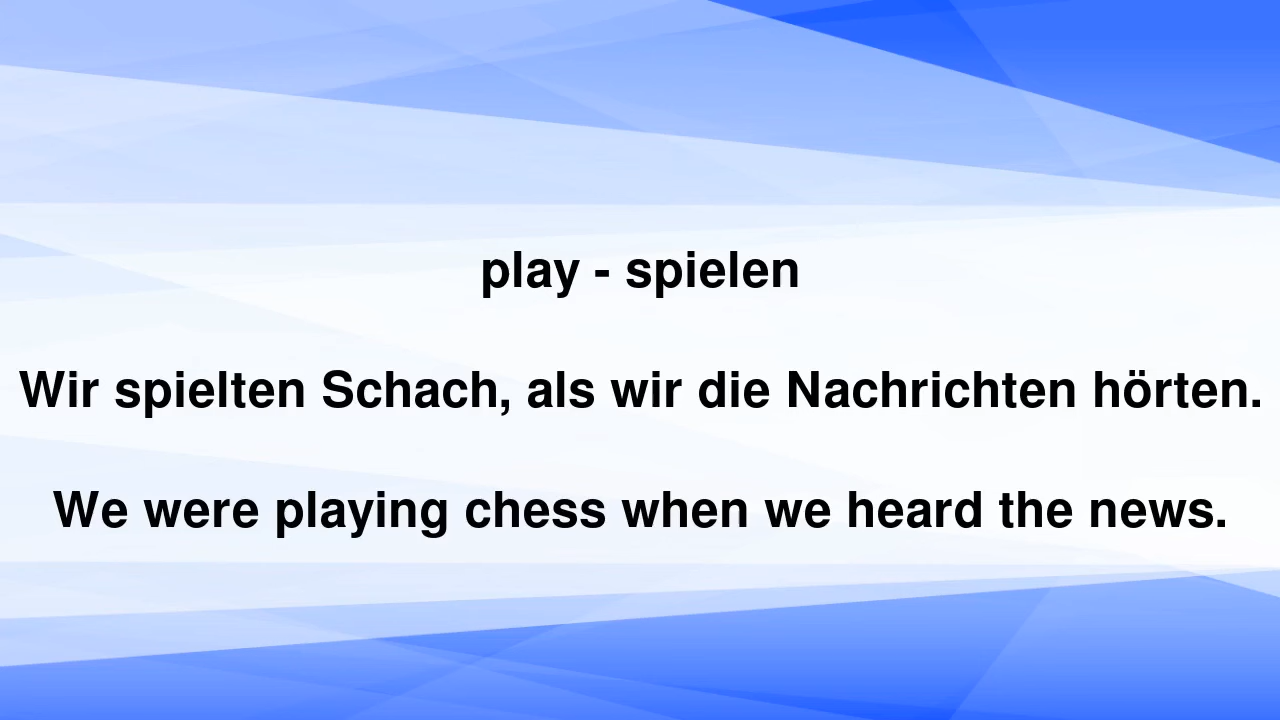 play - spielen
Wir spielten Schach, als wir die Nachrichten hörten.
We were playing chess when we heard the news.